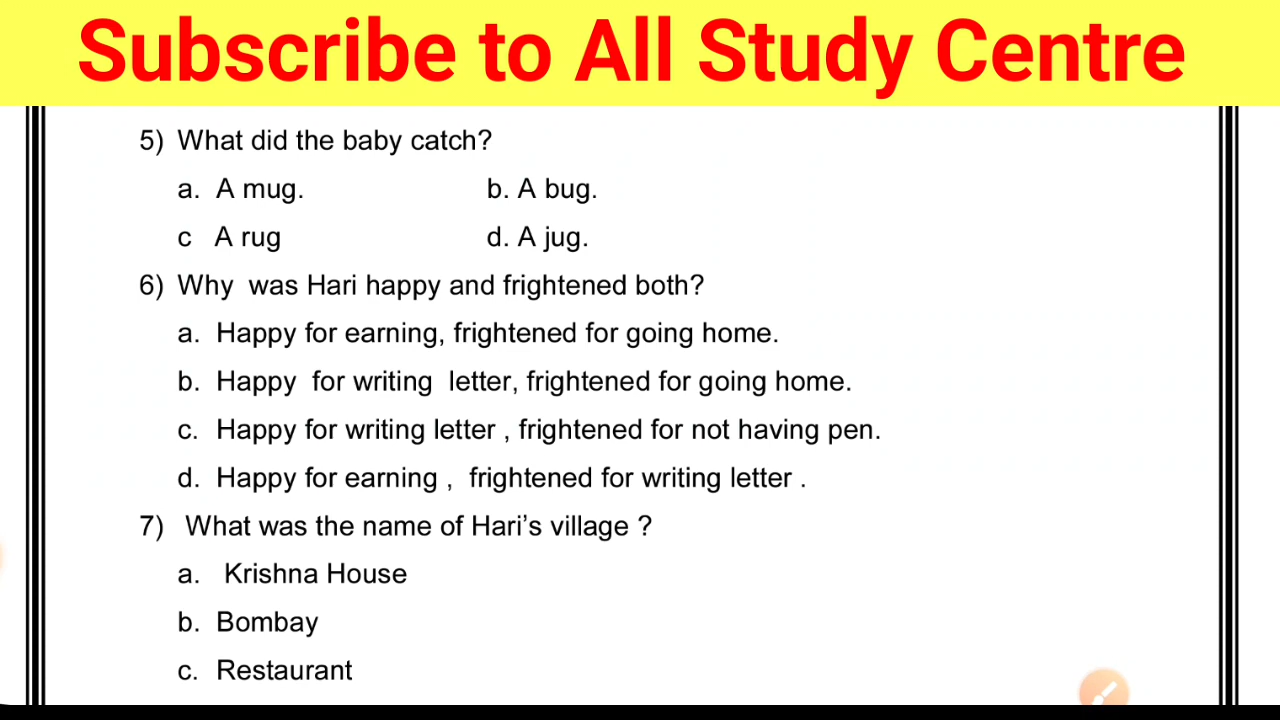 Subscribe to All Study Centre
5) What did the baby catch?
a. A mug. b. A bug.
c A rug d. A jug.
6) Why was Hari happy and frightened both?
a. Happy for earning, frightened for going home.
b. Happy for writing letter, frightened for going home.
c. Happy for writing letter , frightened for not having pen.
d. Happy for earning , frightened for writing letter .
7) What was the name of Hari’s village ?
a. Krishna House
b. Bombay
c. Restaurant